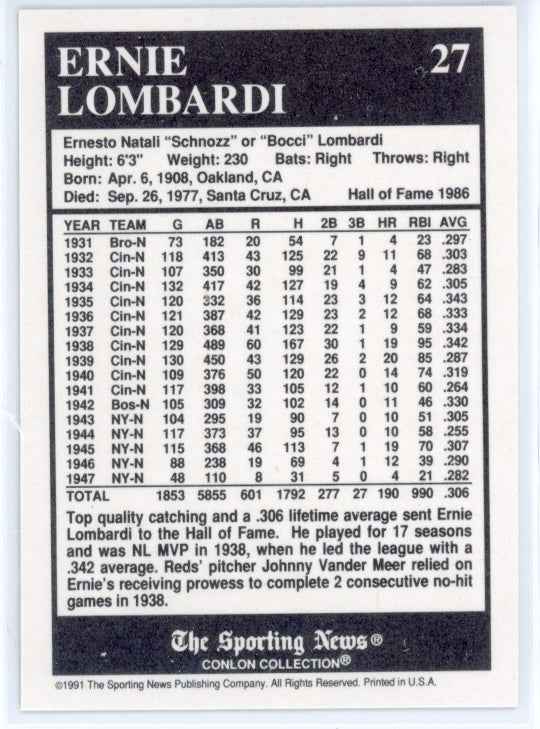 ERNIE 27
LOMBARDI
Ernesto Natali "Schnozz" or "Bocci" Lombardi
Height: 6'3" Weight: 230 Bats: Right Throws: Right
Born: Apr. 6, 1908, Oakland, CA
Died: Sep. 26, 1977, Santa Cruz, CA Hall of Fame 1986
YEAR TEAM G AB R H 2B 3B HR RBI AVG
1931 Bro-N 73 182 20 54 7 1 4 23 .297
1932 Cin-N 118 413 43 125 22 9 11 68 .303
1933 Cin-N 107 350 30 99 21 1 4 47 .283
1934 Cin-N 132 417 42 127 19 4 9 62 .305
1935 Cin-N 120 332 36 114 23 3 12 64 .343
1936 Cin-N 121 387 42 129 23 2 12 68 .333
1937 Cin-N 120 368 41 123 22 1 9 59 .334
1938 Cin-N 129 489 60 167 30 1 19 95 .342
1939 Cin-N 130 450 43 129 26 2 20 85 .287
1940 Cin-N 109 376 50 120 22 0 14 74 .319
1941 Cin-N 117 398 33 105 12 1 10 60 .264
1942 Bos-N 105 309 32 102 14 0 11 46 .330
1943 NY-N 104 295 19 90 7 0 10 51 .305
1944 NY-N 117 373 37 95 13 0 10 58 .255
1945 NY-N 115 368 46 113 7 1 19 70 .307
1946 NY-N 88 238 19 69 4 1 12 39 .290
1947 NY-N 48 110 8 31 5 0 4 21 .282
TOTAL 1853 5855 601 1792 277 27 190 990 .306
Top quality catching and a .306 lifetime average sent Ernie
Lombardi to the Hall of Fame. He played for 17 seasons
and was NL MVP in 1938, when he led the league with a
.342 average. Reds' pitcher Johnny Vander Meer relied on
Ernie's receiving prowess to complete 2 consecutive no-hit
games in 1938.
The Sporting News®
CONLON COLLECTION®
©1991 The Sporting News Publishing Company. All Rights Reserved. Printed in U.S.A.